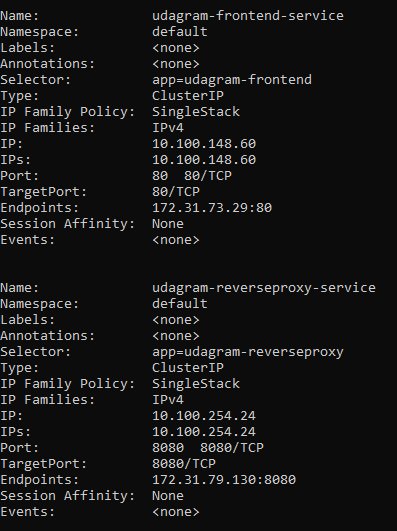 Name: udagram-frontend-service
Namespace: default
Labels: <none>
Annotations: <none>
Selector: app=udagram-frontend
Type: ClusterIP
IP Family Policy: SingleStack
IP Families: IPv4
IP: 10.100.148.60
IPs: 10.100.148.60
Port: 80 80/TCP
TargetPort: 80/TCP
Endpoints: 172.31.73.29:80
Session Affinity: None
Events: <none>
Name: udagram-reverseproxy-service
Namespace: default
Labels: <none>
Annotations: <none>
Selector: app=udagram-reverseproxy
Type: ClusterIP
IP Family Policy: SingleStack
IP Families: IPv4
IP: 10.100.254.24
IPs: 10.100.254.24
Port: 8080 8080/TCP
TargetPort: 8080/TCP
Endpoints: 172.31.79.130:8080
Session Affinity: None
Events: <none>